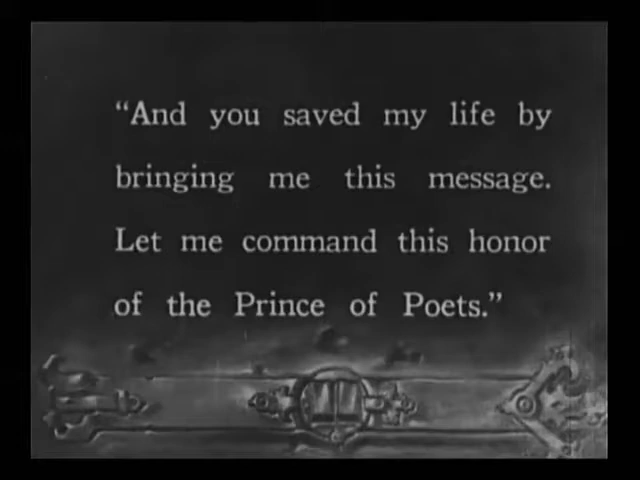 “And you saved my life by
bringing me this message.
Let me command this honor
of the Prince of Poets.”